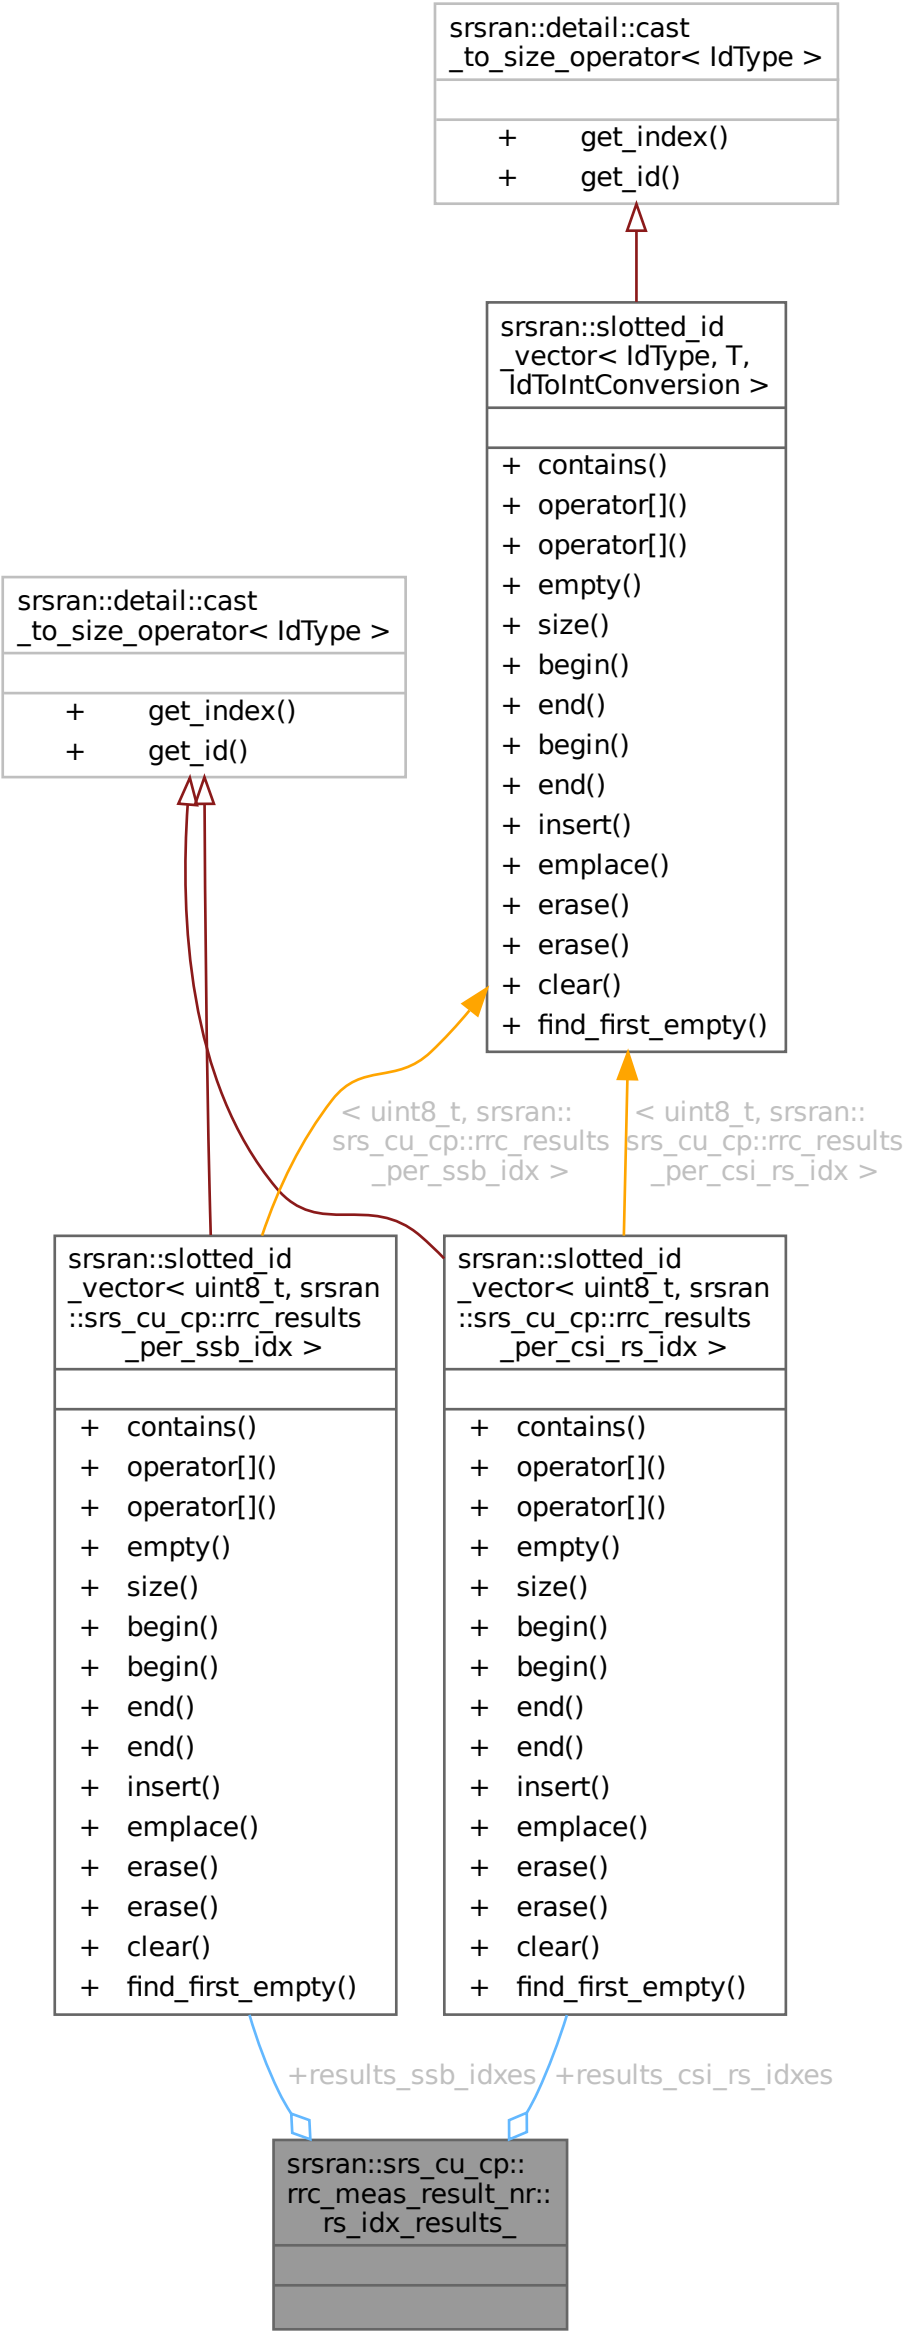 srsran::detail::cast
_to_size_operator< IdType >
+ get_index()
+ get_id()
srsran::slotted_id
_vector< IdType, T,
IdToIntConversion >
+ contains()
+ operator[]()
+ operator[]()
+ empty()
+ size()
+ begin()
+ end()
+ begin()
+ end()
+ insert()
+ emplace()
+ erase()
+ erase()
+ clear()
+ find_first_empty()
srsran::detail::cast
_to_size_operator< IdType >
+ get_index()
+ get_id()
< uint8_t, srsran::
srs_cu_cp::rrc_results
_per_ssb_idx >
< uint8_t, srsran::
srs_cu_cp::rrc_results
_per_csi_rs_idx >
srsran::slotted_id
_vector< uint8_t, srsran
::srs_cu_cp::rrc_results
_per_ssb_idx >
+ contains()
+ operator[]()
+ operator[]()
+ empty()
+ size()
+ begin()
+ begin()
+ end()
+ end()
+ insert()
+ emplace()
+ erase()
+ erase()
+ clear()
+ find_first_empty()
srsran::slotted_id
_vector< uint8_t, srsran
::srs_cu_cp::rrc_results
_per_csi_rs_idx >
+ contains()
+ operator[]()
+ operator[]()
+ empty()
+ size()
+ begin()
+ begin()
+ end()
+ end()
+ insert()
+ emplace()
+ erase()
+ erase()
+ clear()
+ find_first_empty()
+results_ssb_idxes
+results_csi_rs_idxes
srsran::srs_cu_cp::
rrc_meas_result_nr::
rs_idx_results_